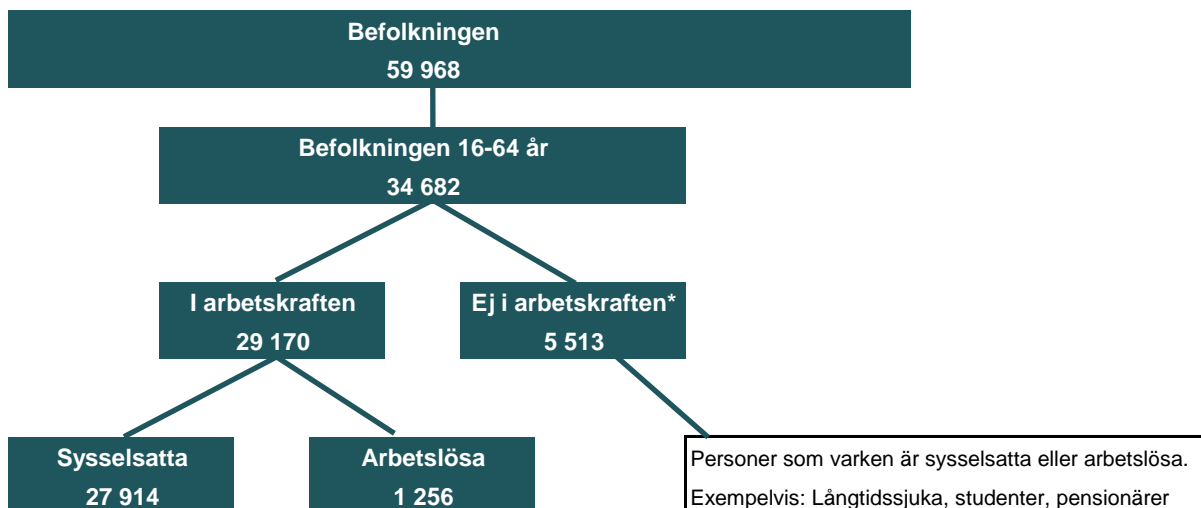 Befolkningen
59 968
Befolkningen 16-64 år
34 682
I arbetskraften
29 170
Ej i arbetskraften*
5 513
Sysselsatta
27 914
Arbetslösa
1 256
Personer som varken är sysselsatta eller arbetslösa.
Exempelvis: Långtidssjuka, studenter, pensionärer